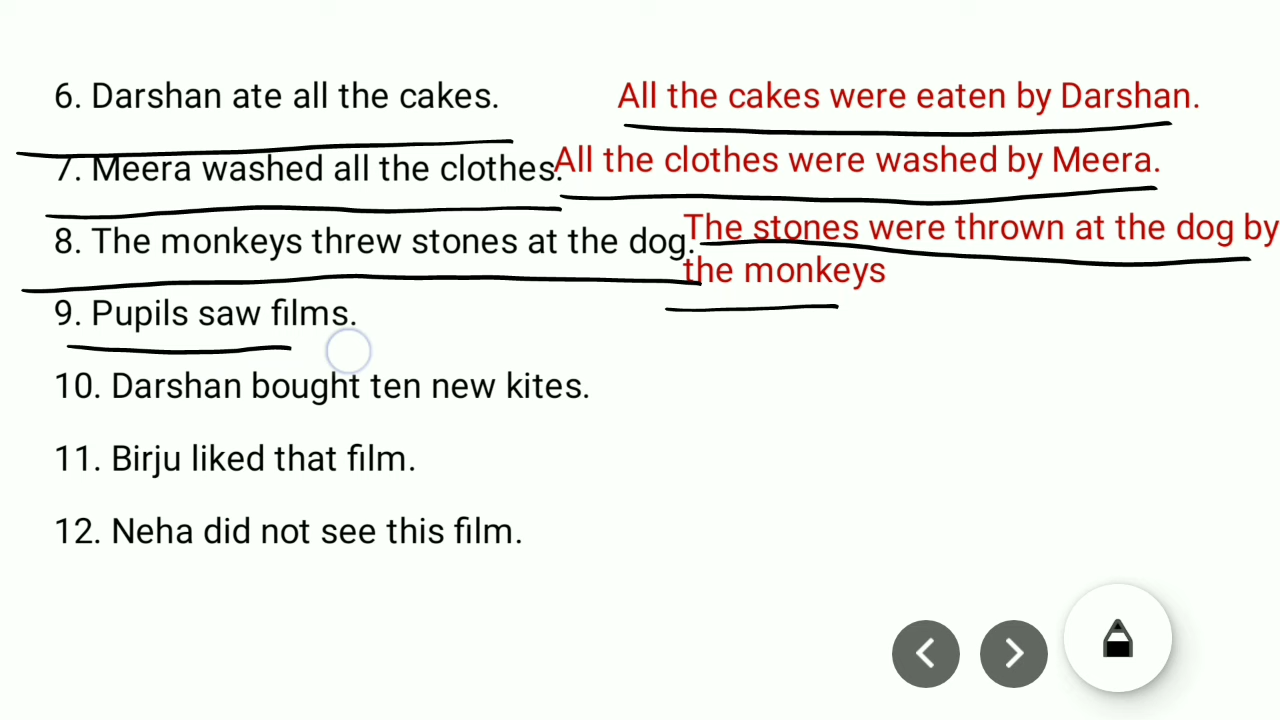 6. Darshan ate all the cakes. All the cakes were eaten by Darshan.
7. Meera washed all the clothes. All the clothes were washed by Meera.
8. The monkeys threw stones at the dog. The stones were thrown at the dog by
the monkeys
9. Pupils saw films.
10. Darshan bought ten new kites.
11. Birju liked that film.
12. Neha did not see this film.